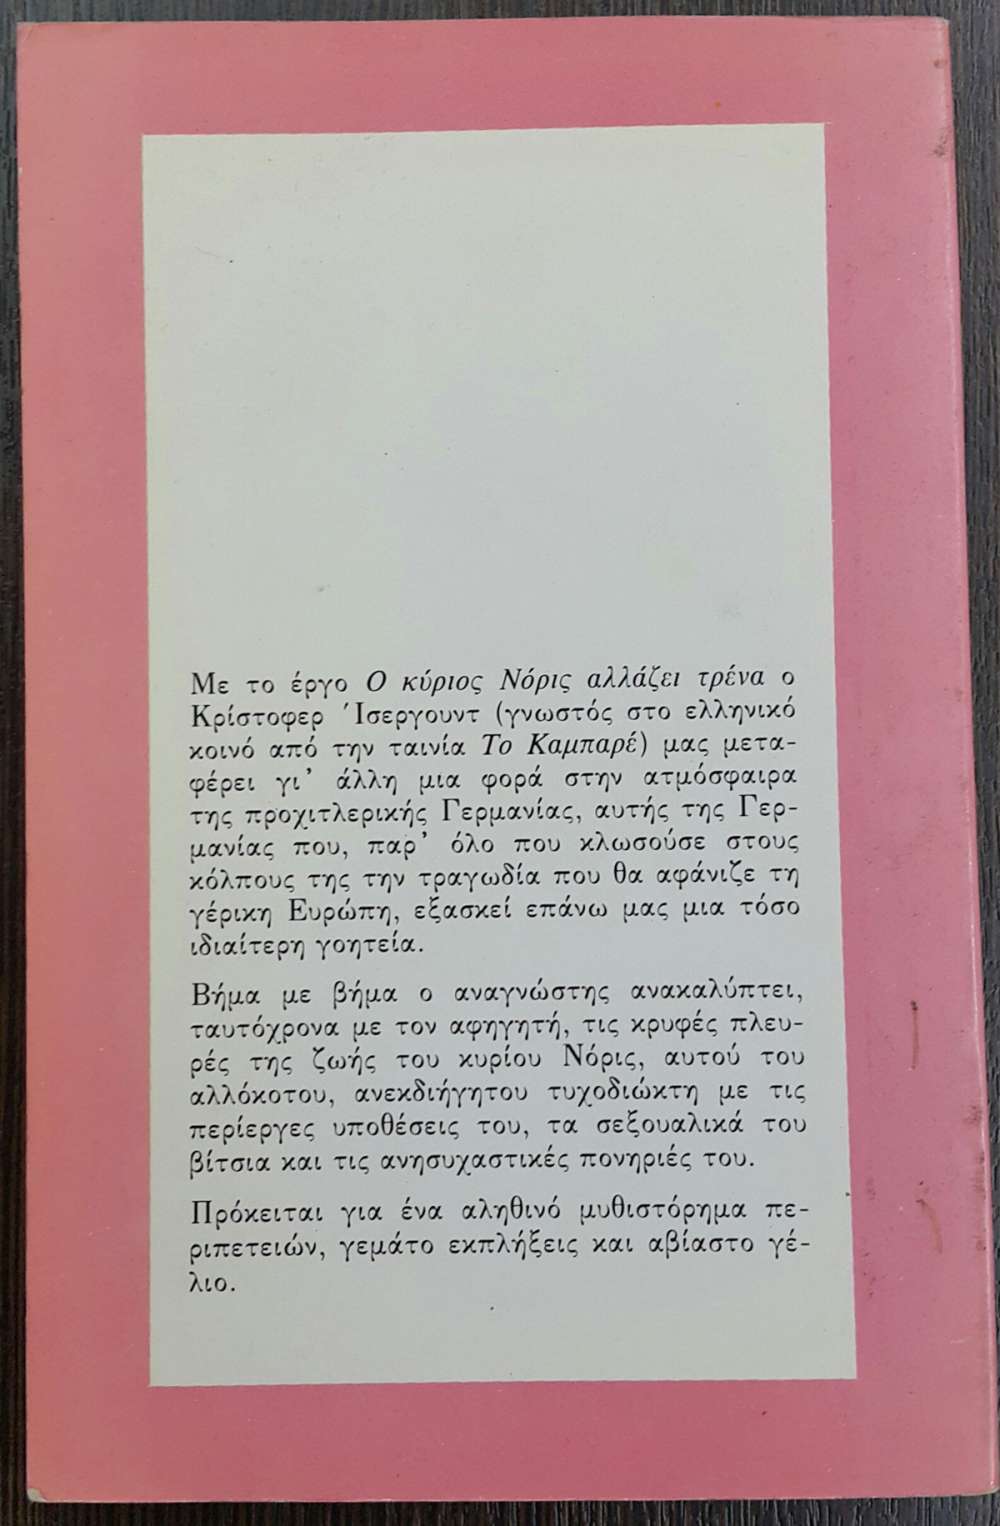 Με το έργο Ο κύριος Νόρις αλλάζει τρένα ο
Κρίστοφερ Ἴσεργουντ (γνωστός στο ελληνικό
κοινό από την ταινία Το Καμπαρέ) μας μετα-
φέρει γι' άλλη μια φορά στην ατμόσφαιρα
της προχιτλερικής Γερμανίας, αυτής της Γερ-
μανίας που, παρ' όλο που κλωσούσε στους
κόλπους της την τραγωδία που θα αφάνιζε τη
γέρικη Ευρώπη, εξασκεί επάνω μας μια τόσο
ιδιαίτερη γοητεία.
Βήμα με βήμα ο αναγνώστης ανακαλύπτει,
ταυτόχρονα με τον αφηγητή, τις κρυφές πλευ-
ρές της ζωής του κυρίου Νόρις, αυτού του
αλλόκοτου, ανεκδιήγητου τυχοδιώκτη με τις
περίεργες υποθέσεις του, τα σεξουαλικά του
βίτσια και τις ανησυχαστικές πονηριές του.
Πρόκειται για ένα αληθινό μυθιστόρημα πε-
ριπετειών, γεμάτο εκπλήξεις και αβίαστο γέ-
λιο.